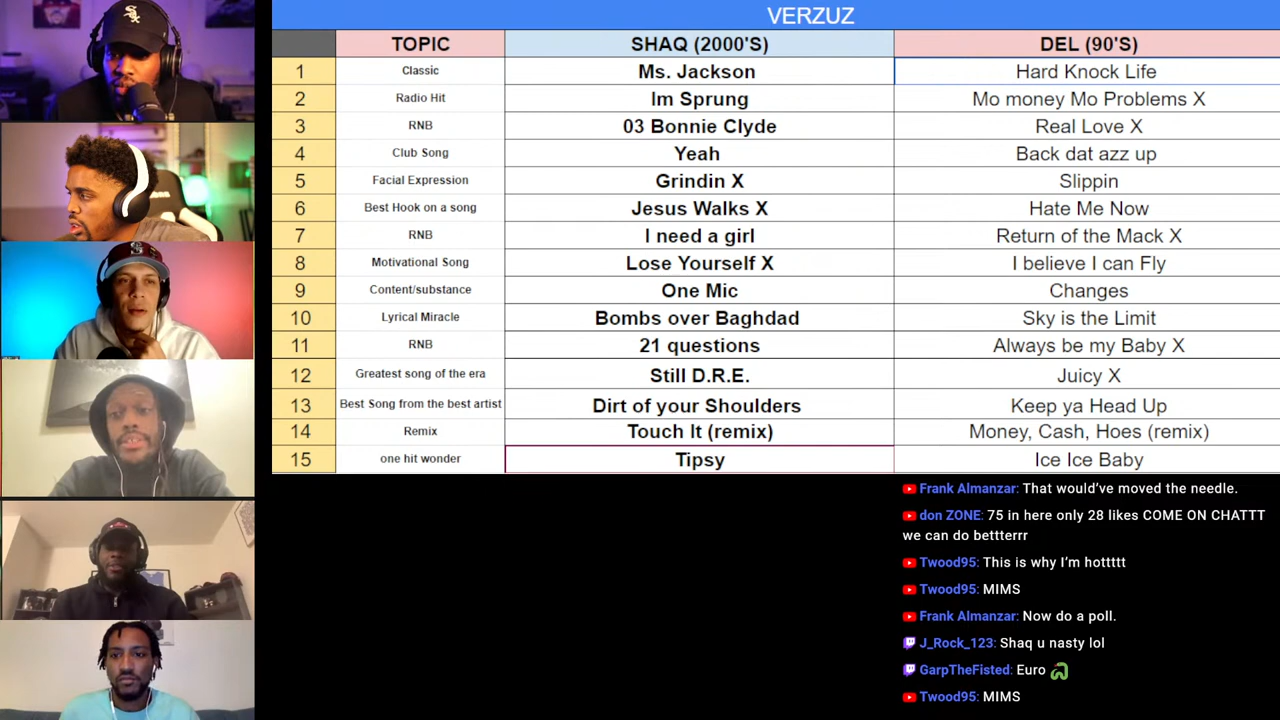 VERZUZ
TOPIC SHAQ (2000'S) DEL (90'S)
1 Classic Ms. Jackson Hard Knock Life
2 Radio Hit Im Sprung Mo money Mo Problems X
3 RNB 03 Bonnie Clyde Real Love X
4 Club Song Yeah Back dat azz up
5 Facial Expression Grindin X Slippin
6 Best Hook on a song Jesus Walks X Hate Me Now
7 RNB I need a girl Return of the Mack X
8 Motivational Song Lose Yourself X I believe I can Fly
9 Content/substance One Mic Changes
10 Lyrical Miracle Bombs over Baghdad Sky is the Limit
11 RNB 21 questions Always be my Baby X
12 Greatest song of the era Still D.R.E. Juicy X
13 Best Song from the best artist Dirt of your Shoulders Keep ya Head Up
14 Remix Touch It (remix) Money, Cash, Hoes (remix)
15 one hit wonder Tipsy Ice Ice Baby
Frank Almanzar: That would've moved the needle.
don ZONE: 75 in here only 28 likes COME ON CHATTT
we can do bettterrr
Twood95: This is why I'm hottttt
Twood95: MIMS
Frank Almanzar: Now do a poll.
J_Rock_123: Shaq u nasty lol
GarpTheFisted: Euro
Twood95: MIMS